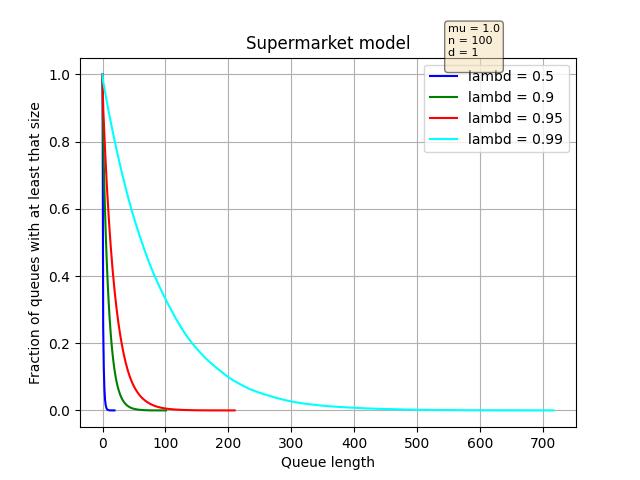 mu = 1.0
n = 100
d = 1
Supermarket model
lambd = 0.5
lambd = 0.9
lambd = 0.95
lambd = 0.99
Fraction of queues with at least that size
1.0
0.8
0.6
0.4
0.2
0.0
0 100 200 300 400 500 600 700
Queue length